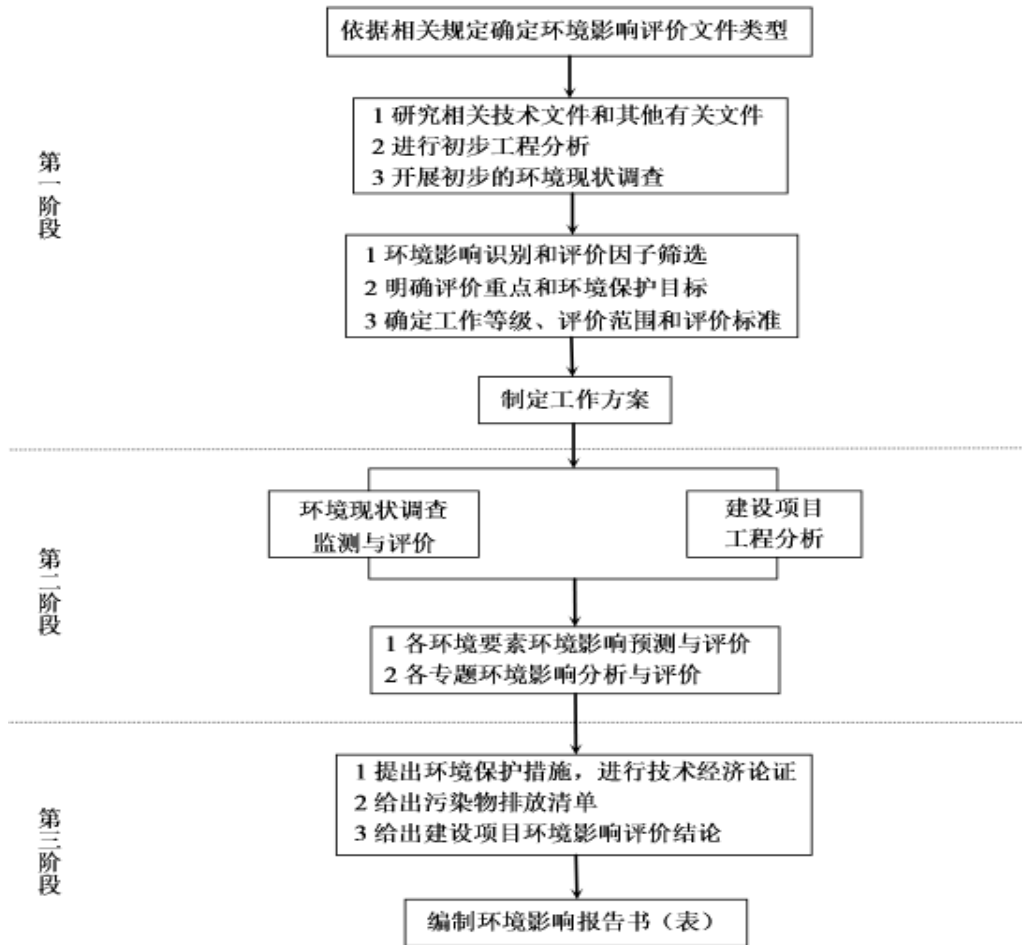 依据相关规定确定环境影响评价文件类型
1 研究相关技术文件和其他有关文件
2 进行初步工程分析
3 开展初步的环境现状调查
第一阶段
1 环境影响识别和评价因子筛选
2 明确评价重点和环境保护目标
3 确定工作等级、评价范围和评价标准
制定工作方案
环境现状调查
监测与评价
建设项目
工程分析
第二阶段
1 各环境要素环境影响预测与评价
2 各专题环境影响分析与评价
1 提出环境保护措施，进行技术经济论证
2 给出污染物排放清单
3 给出建设项目环境影响评价结论
第三阶段
编制环境影响报告书（表）